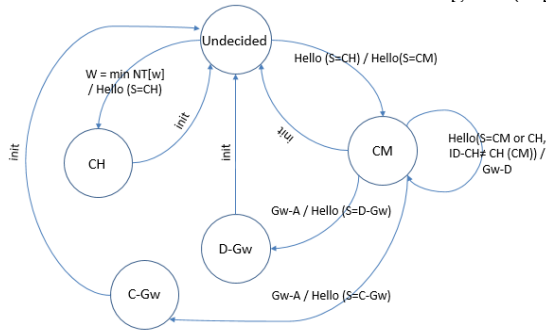 Undecided
W = min NT[w]
/ Hello (S=CH)
Hello (S=CH) / Hello(S=CM)
init
init
init
init
CH
CM
Hello(S=CM or CH,
ID-CH≠ CH (CM)) /
Gw-D
Gw-A / Hello (S=D-Gw)
D-Gw
C-Gw
Gw-A / Hello (S=C-Gw)